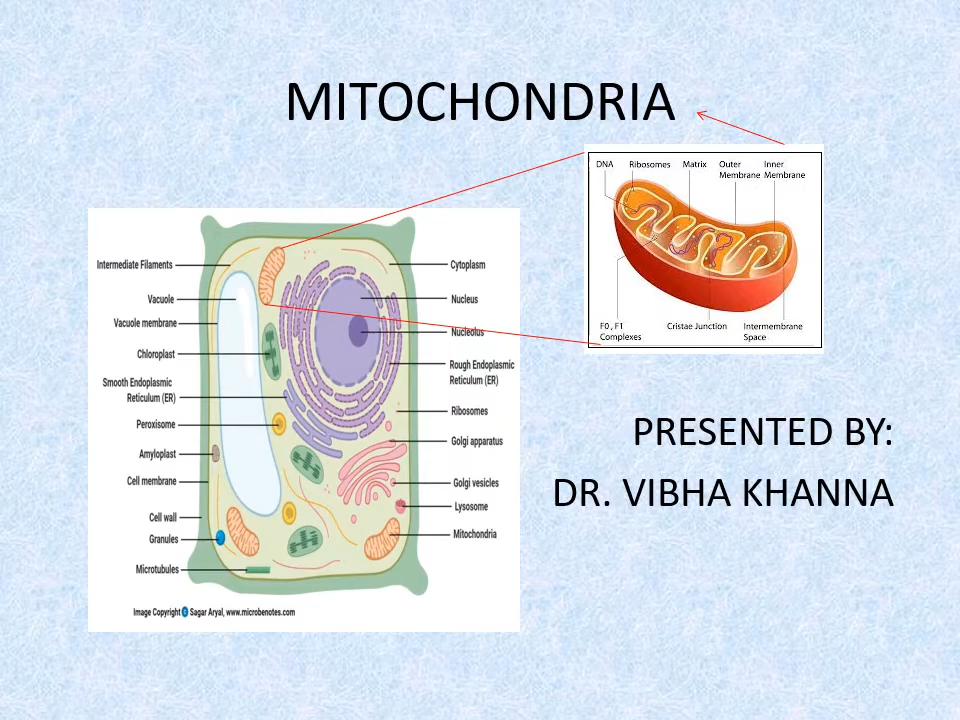 MITOCHONDRIA
DNA
Ribosomes
Matrix
Outer
Membrane
Inner
Membrane
F0 , F1
Complexes
Cristae Junction
Intermembrane
Space
Intermediate Filaments
Vacuole
Vacuole membrane
Chloroplast
Smooth Endoplasmic
Reticulum (ER)
Peroxisome
Amyloplast
Cell membrane
Cell wall
Granules
Microtubules
Cytoplasm
Nucleus
Nucleolus
Rough Endoplasmic
Reticulum (ER)
Ribosomes
Golgi apparatus
Golgi vesicles
Lysosome
Mitochondria
Image Copyright © Sagar Aryal, www.microbenotes.com
PRESENTED BY:
DR. VIBHA KHANNA